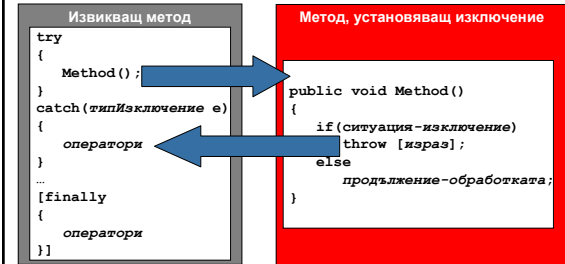 Извикващ метод
try
{
Method();
}
catch(типИзключение e)
{
оператори
}
…
[finally
{
оператори
}]
Метод, установяващ изключение
public void Method()
{
if(ситуация-изключение)
throw [израз];
else
продължение-обработката;
}